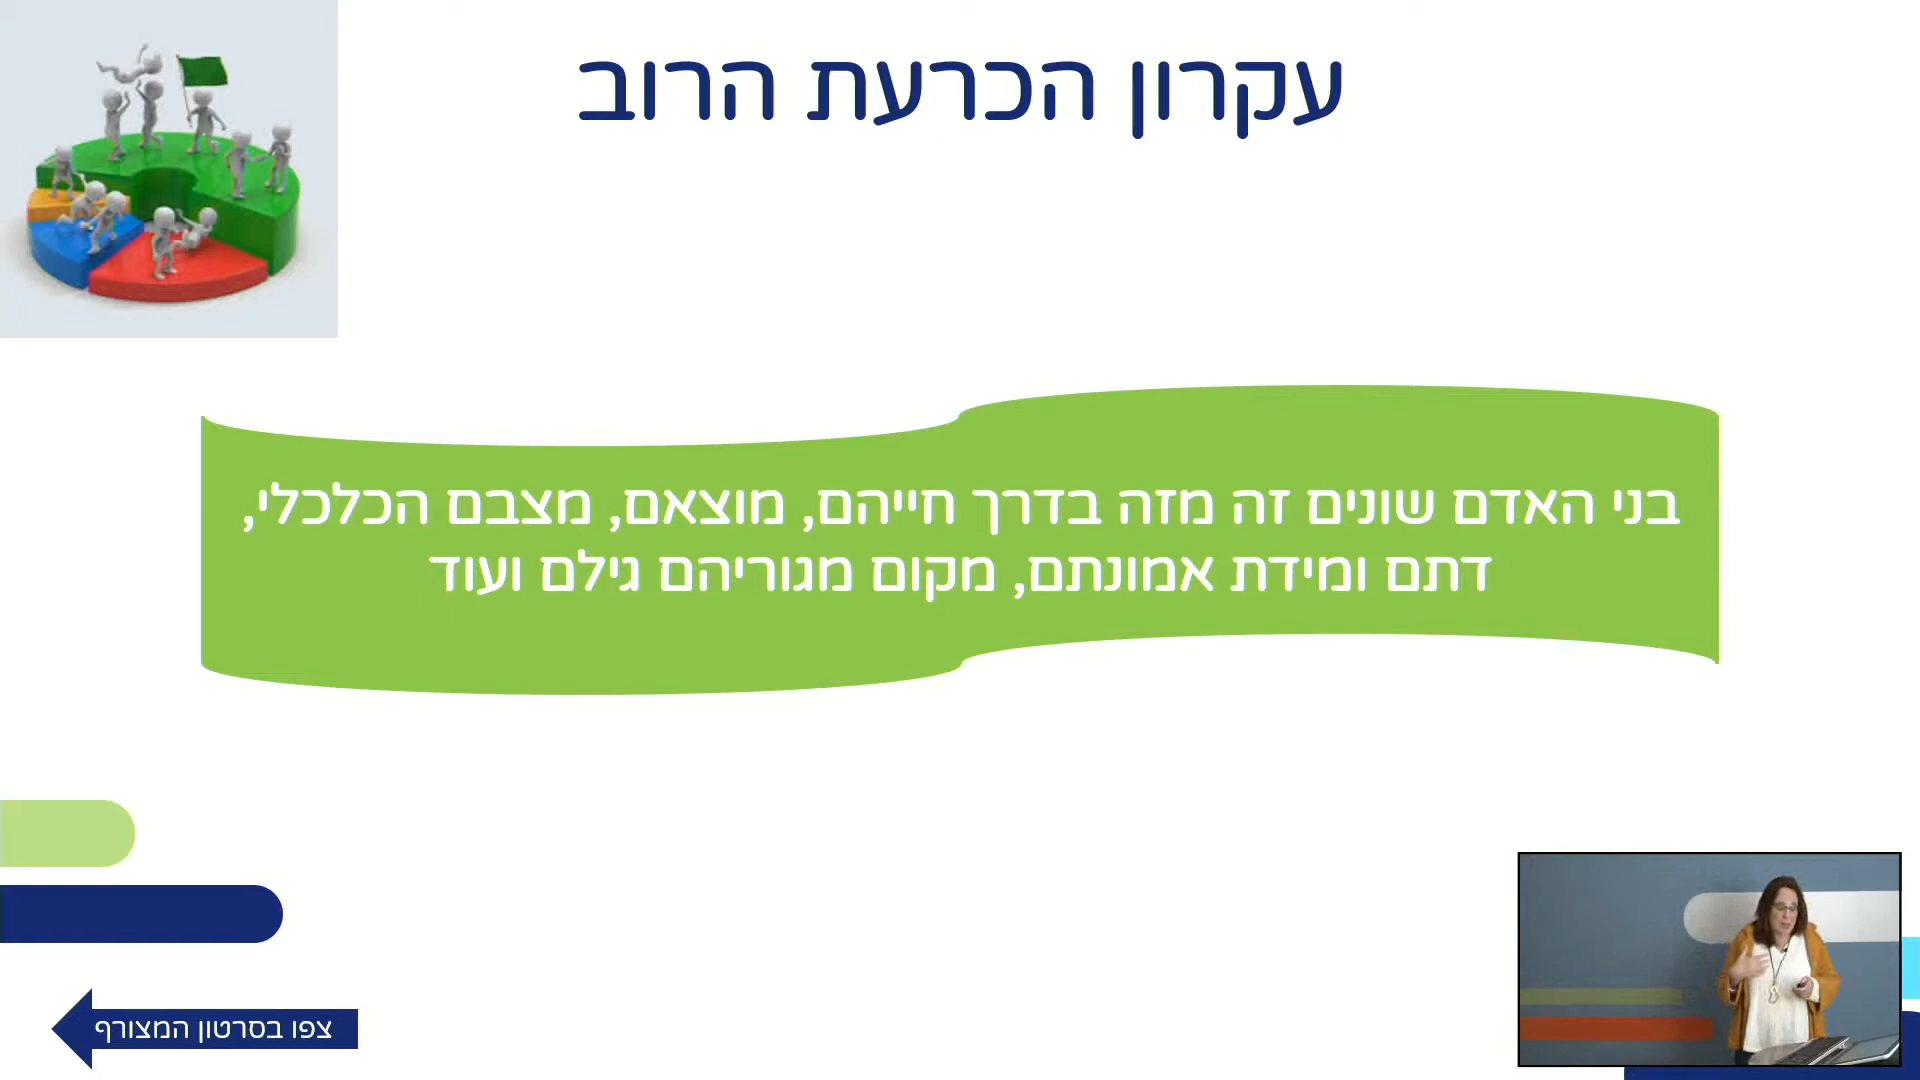 עקרון הכרעת הרוב
בני האדם שונים זה מזה בדרך חייהם, מוצאם, מצבם הכלכלי,
דתם ומידת אמונתם, מקום מגוריהם גילם ועוד
צפו בסרטון המצורף